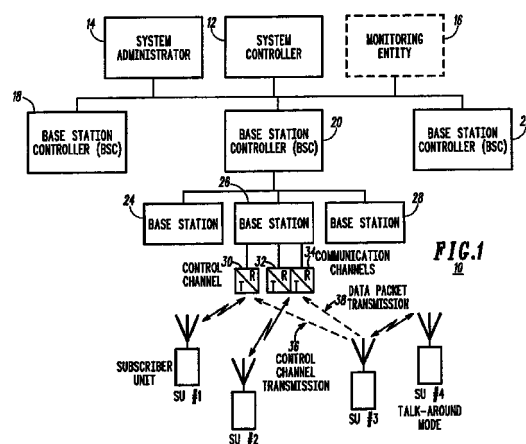 14
SYSTEM ADMINISTRATOR
12
SYSTEM CONTROLLER
16
MONITORING ENTITY
18
BASE STATION CONTROLLER (BSC)
20
BASE STATION CONTROLLER (BSC)
BASE STATION CONTROLLER (BSC)
24
BASE STATION
26
BASE STATION
28
BASE STATION
FIG.1
10
CONTROL CHANNEL
30
R
T
32
R
T
34
R
T
COMMUNICATION CHANNELS
38
DATA PACKET TRANSMISSION
36
CONTROL CHANNEL TRANSMISSION
SUBSCRIBER UNIT
SU #1
SU #2
SU #3
SU #4
TALK-AROUND MODE